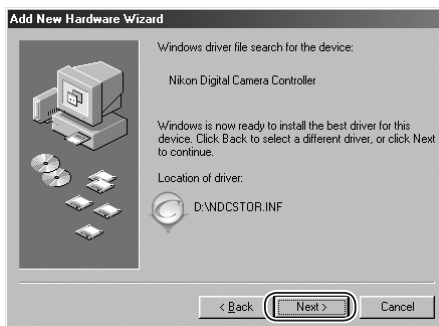 Add New Hardware Wizard
Windows driver file search for the device:
Nikon Digital Camera Controller
Windows is now ready to install the best driver for this
device. Click Back to select a different driver, or click Next
to continue.
Location of driver:
D:\NDCSTOR.INF
< Back
Next >
Cancel